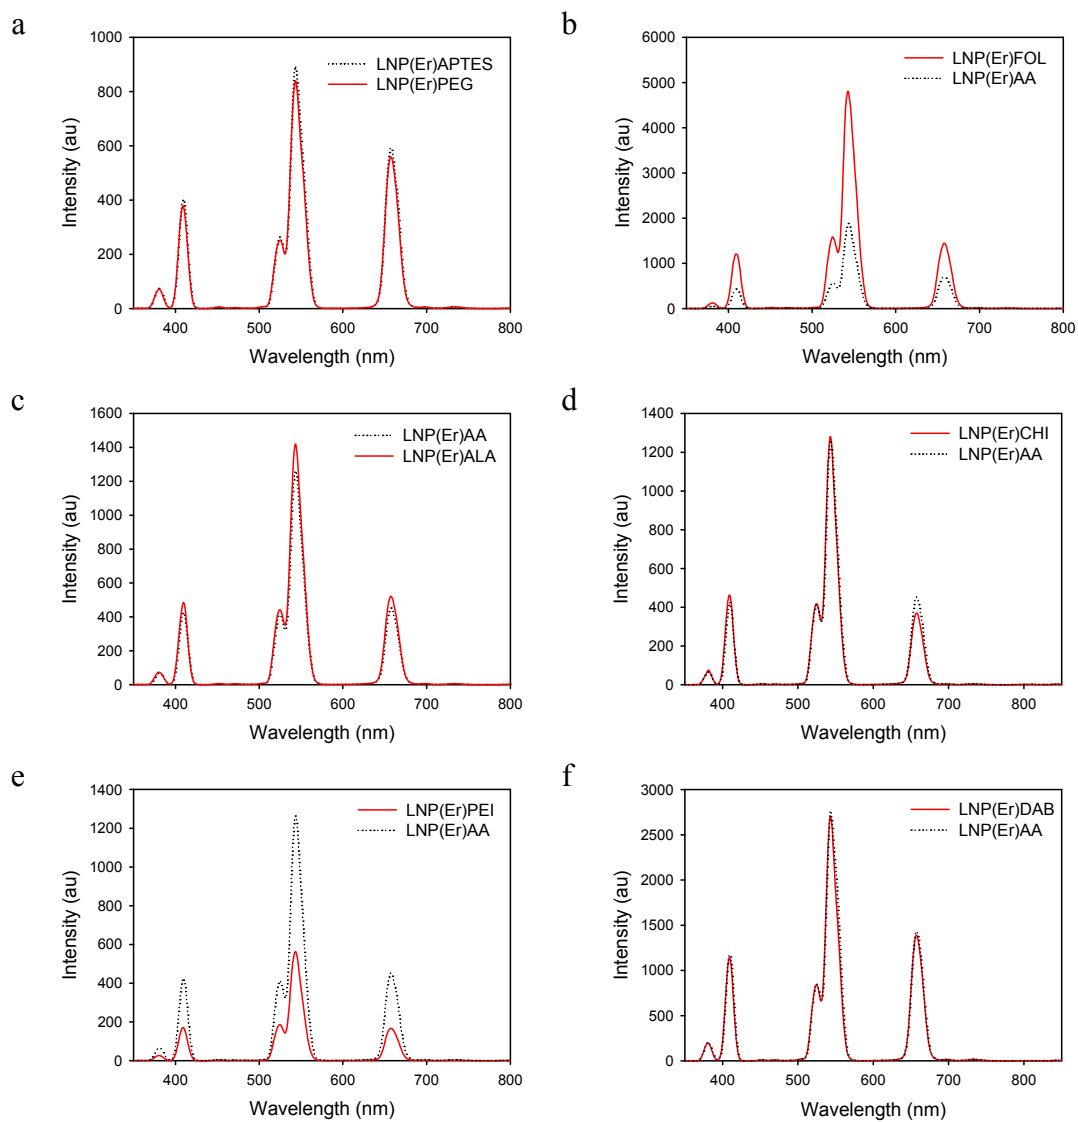 a
LNP(Er)APTES
LNP(Er)PEG
1000
800
600
400
200
0
400
500
600
700
800
Intensity (au)
Wavelength (nm)
b
LNP(Er)FOL
LNP(Er)AA
6000
5000
4000
3000
2000
1000
0
400
500
600
700
800
Intensity (au)
Wavelength (nm)
c
LNP(Er)AA
LNP(Er)ALA
1600
1400
1200
1000
800
600
400
200
0
400
500
600
700
800
Intensity (au)
Wavelength (nm)
d
LNP(Er)CHI
LNP(Er)AA
1400
1200
1000
800
600
400
200
0
400
500
600
700
800
Intensity (au)
Wavelength (nm)
e
LNP(Er)PEI
LNP(Er)AA
1400
1200
1000
800
600
400
200
0
400
500
600
700
800
Intensity (au)
Wavelength (nm)
f
LNP(Er)DAB
LNP(Er)AA
3000
2500
2000
1500
1000
500
0
400
500
600
700
800
Intensity (au)
Wavelength (nm)